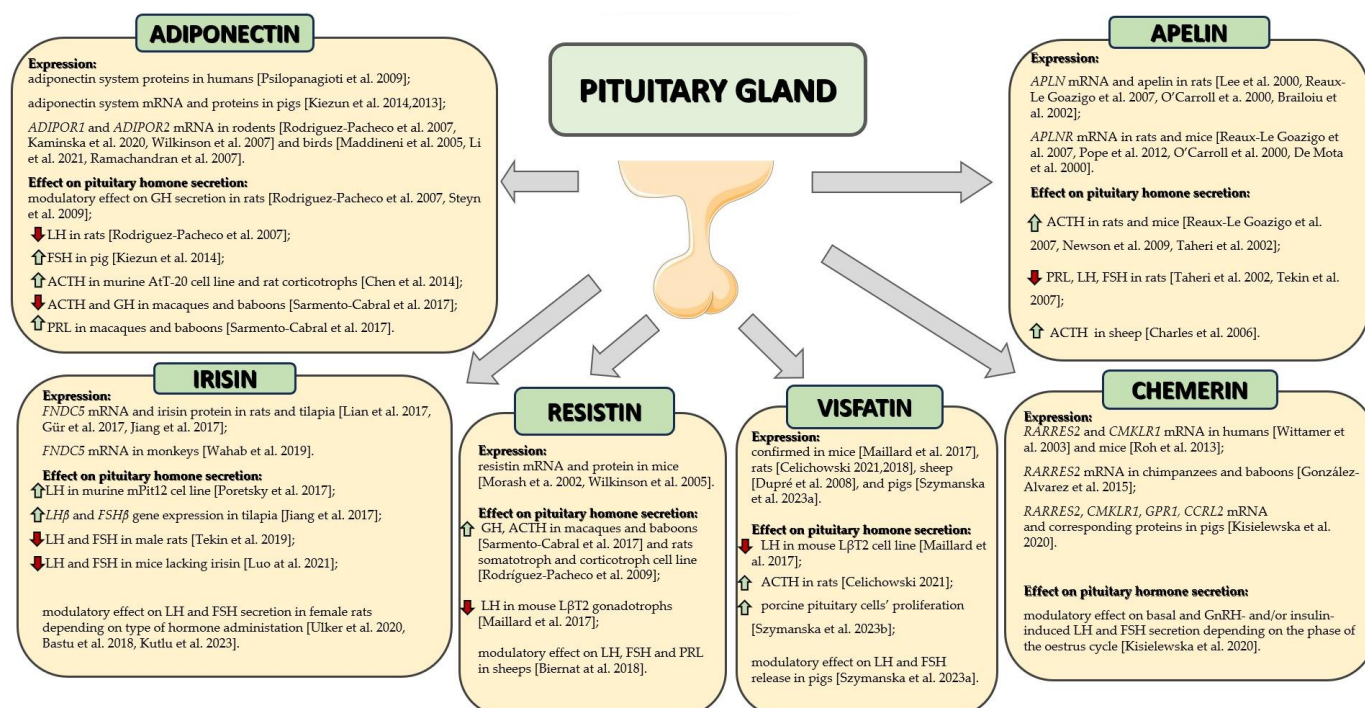 PITUITARY GLAND
ADIPONECTIN
Expression:
adiponectin system proteins in humans [Psilopanagioti et al. 2009];
adiponectin system mRNA and proteins in pigs [Kiezun et al. 2014,2013];
ADIPOR1 and ADIPOR2 mRNA in rodents [Rodriguez-Pacheco et al. 2007,
Kaminska et al. 2020, Wilkinson et al. 2007] and birds [Maddineni et al. 2005, Li
et al. 2021, Ramachandran et al. 2007].
Effect on pituitary homone secretion:
modulatory effect on GH secretion in rats [Rodriguez-Pacheco et al. 2007, Steyn
et al. 2009];
LH in rats [Rodriguez-Pacheco et al. 2007];
FSH in pig [Kiezun et al. 2014];
ACTH in murine AtT-20 cell line and rat corticotrophs [Chen et al. 2014];
ACTH and GH in macaques and baboons [Sarmento-Cabral et al. 2017];
PRL in macaques and baboons [Sarmento-Cabral et al. 2017].
APELIN
Expression:
APLN mRNA and apelin in rats [Lee et al. 2000, Reaux-
Le Goazigo et al. 2007, O'Carroll et a. 2000, Brailoiu et
al. 2002];
APLNR mRNA in rats and mice [Reaux-Le Goazigo et
al. 2007, Pope et al. 2012, O'Carroll et al. 2000, De Mota
et al. 2000].
Effect on pituitary homone secretion:
ACTH in rats and mice [Reaux-Le Goazigo et al.
2007, Newson et al. 2009, Taheri et al. 2002];
PRL, LH, FSH in rats [Taheri et al. 2002, Tekin et al.
2007];
ACTH in sheep [Charles et al. 2006].
IRISIN
Expression:
FNDC5 mRNA and irisin protein in rats and tilapia [Lian et al. 2017,
Gür et al. 2017, Jiang et al. 2017];
FNDC5 mRNA in monkeys [Wahab et al. 2019].
Effect on pituitary homone secretion:
LH in murine mPit12 cel line [Poretsky et al. 2017];
LHβ and FSHβ gene expression in tilapia [Jiang et al. 2017];
LH and FSH in male rats [Tekin et al. 2019];
LH and FSH in mice lacking irisin [Luo at al. 2021];
modulatory effect on LH and FSH secretion in female rats
depending on type of hormone administation [Ulker et al. 2020,
Bastu et al. 2018, Kutlu et al. 2023].
RESISTIN
Expression:
resistin mRNA and protein in mice
[Morash et a. 2002, Wilkinson et al. 2005].
Effect on pituitary hormone secretion:
GH, ACTH in macaques and baboons
[Sarmento-Cabral et al. 2017] and rats
somatotroph and corticotroph cell line
[Rodríguez-Pacheco et al. 2009];
LH in mouse LβT2 gonadotrophs
[Maillard et al. 2017];
modulatory effect on LH, FSH and PRL
in sheeps [Biernat at al. 2018].
VISFATIN
Expression:
confirmed in mice [Maillard et al. 2017],
rats [Celichowski 2021,2018], sheep
[Dupré et al. 2008], and pigs [Szymanska
et al. 2023a].
Effect on pituitary hormone secretion:
LH in mouse LβT2 cell line [Maillard et
al. 2017];
ACTH in rats [Celichowski 2021];
porcine pituitary cells' proliferation
[Szymanska et al. 2023b];
modulatory effect on LH and FSH
release in pigs [Szymanska et al. 2023a].
CHEMERIN
Expression:
RARRES2 and CMKLR1 mRNA in humans [Wittamer et al.
2003] and mice [Roh et al. 2013];
RARRES2 mRNA in chimpanzees and baboons [González-
Alvarez et al. 2015];
RARRES2, CMKLR1, GPR1, CCRL2 mRNA
and corresponding proteins in pigs [Kisielewska et al.
2020].
Effect on pituitary hormone secretion:
modulatory effect on basal and GnRH- and/or insulin-
induced LH and FSH secretion depending on the phase of
the oestrus cycle [Kisielewska et al. 2020].